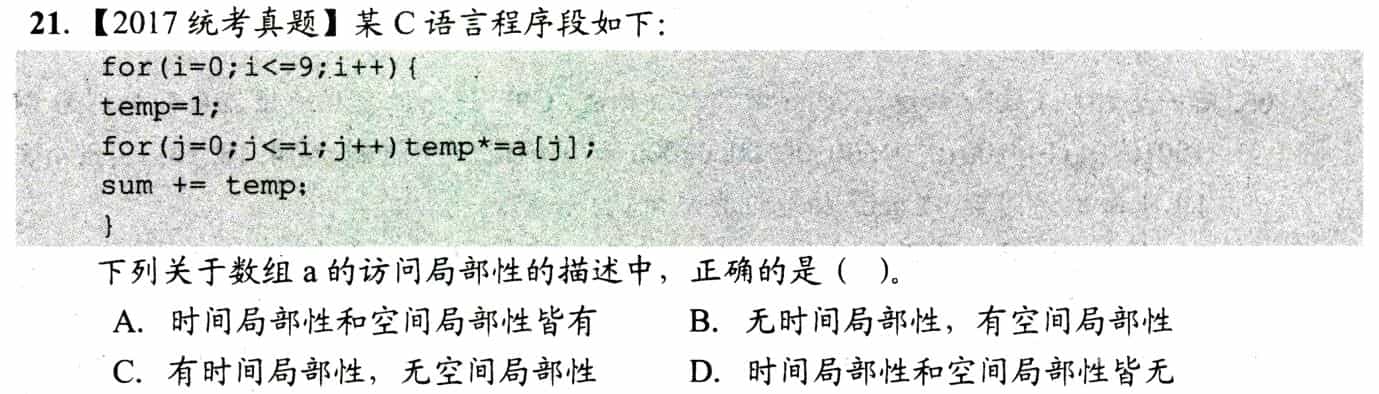 21. 【2017 统考真题】某 C 语言程序段如下：
for(i=0;i<=9;i++){
temp=1;
for(j=0;j<=i;j++)temp*=a[j];
sum += temp;
}
下列关于数组 a 的访问局部性的描述中，正确的是（ ）。
A. 时间局部性和空间局部性皆有 B. 无时间局部性，有空间局部性
C. 有时间局部性，无空间局部性 D. 时间局部性和空间局部性皆无